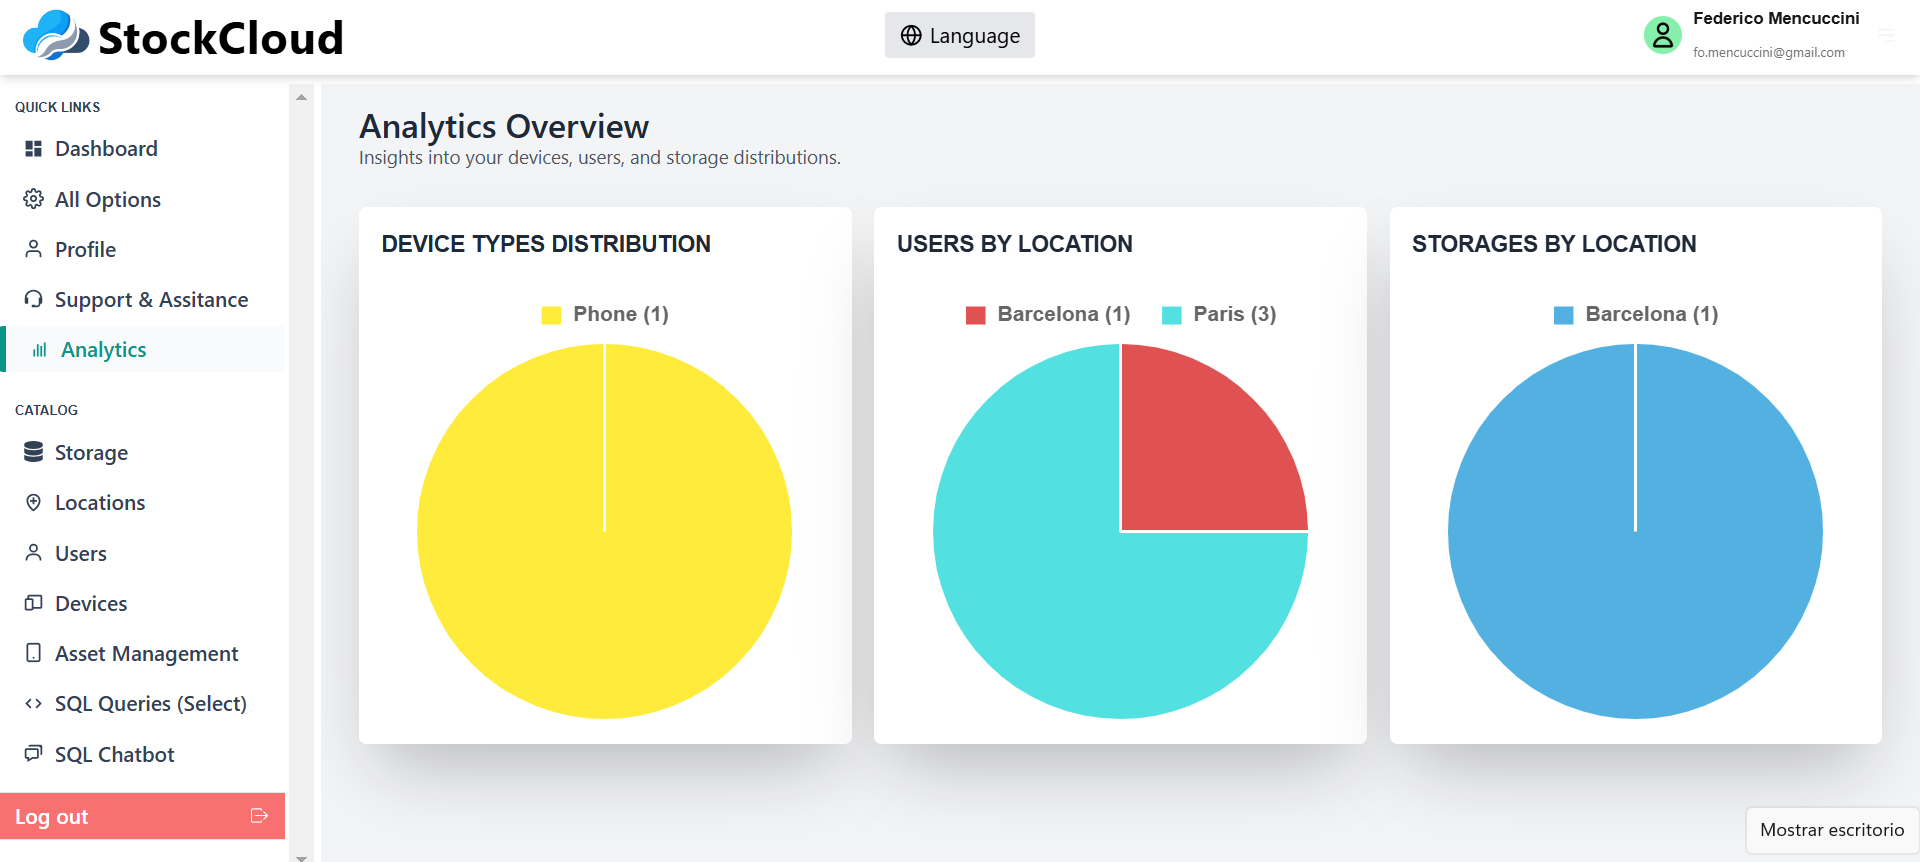 StockCloud
Language
Federico Mencuccini
fo.mencuccini@gmail.com
QUICK LINKS
Dashboard
All Options
Profile
Support & Assitance
Analytics
CATALOG
Storage
Locations
Users
Devices
Asset Management
SQL Queries (Select)
SQL Chatbot
Log out
Analytics Overview
Insights into your devices, users, and storage distributions.
DEVICE TYPES DISTRIBUTION
Phone (1)
USERS BY LOCATION
Barcelona (1) Paris (3)
STORAGES BY LOCATION
Barcelona (1)
Mostrar escritorio